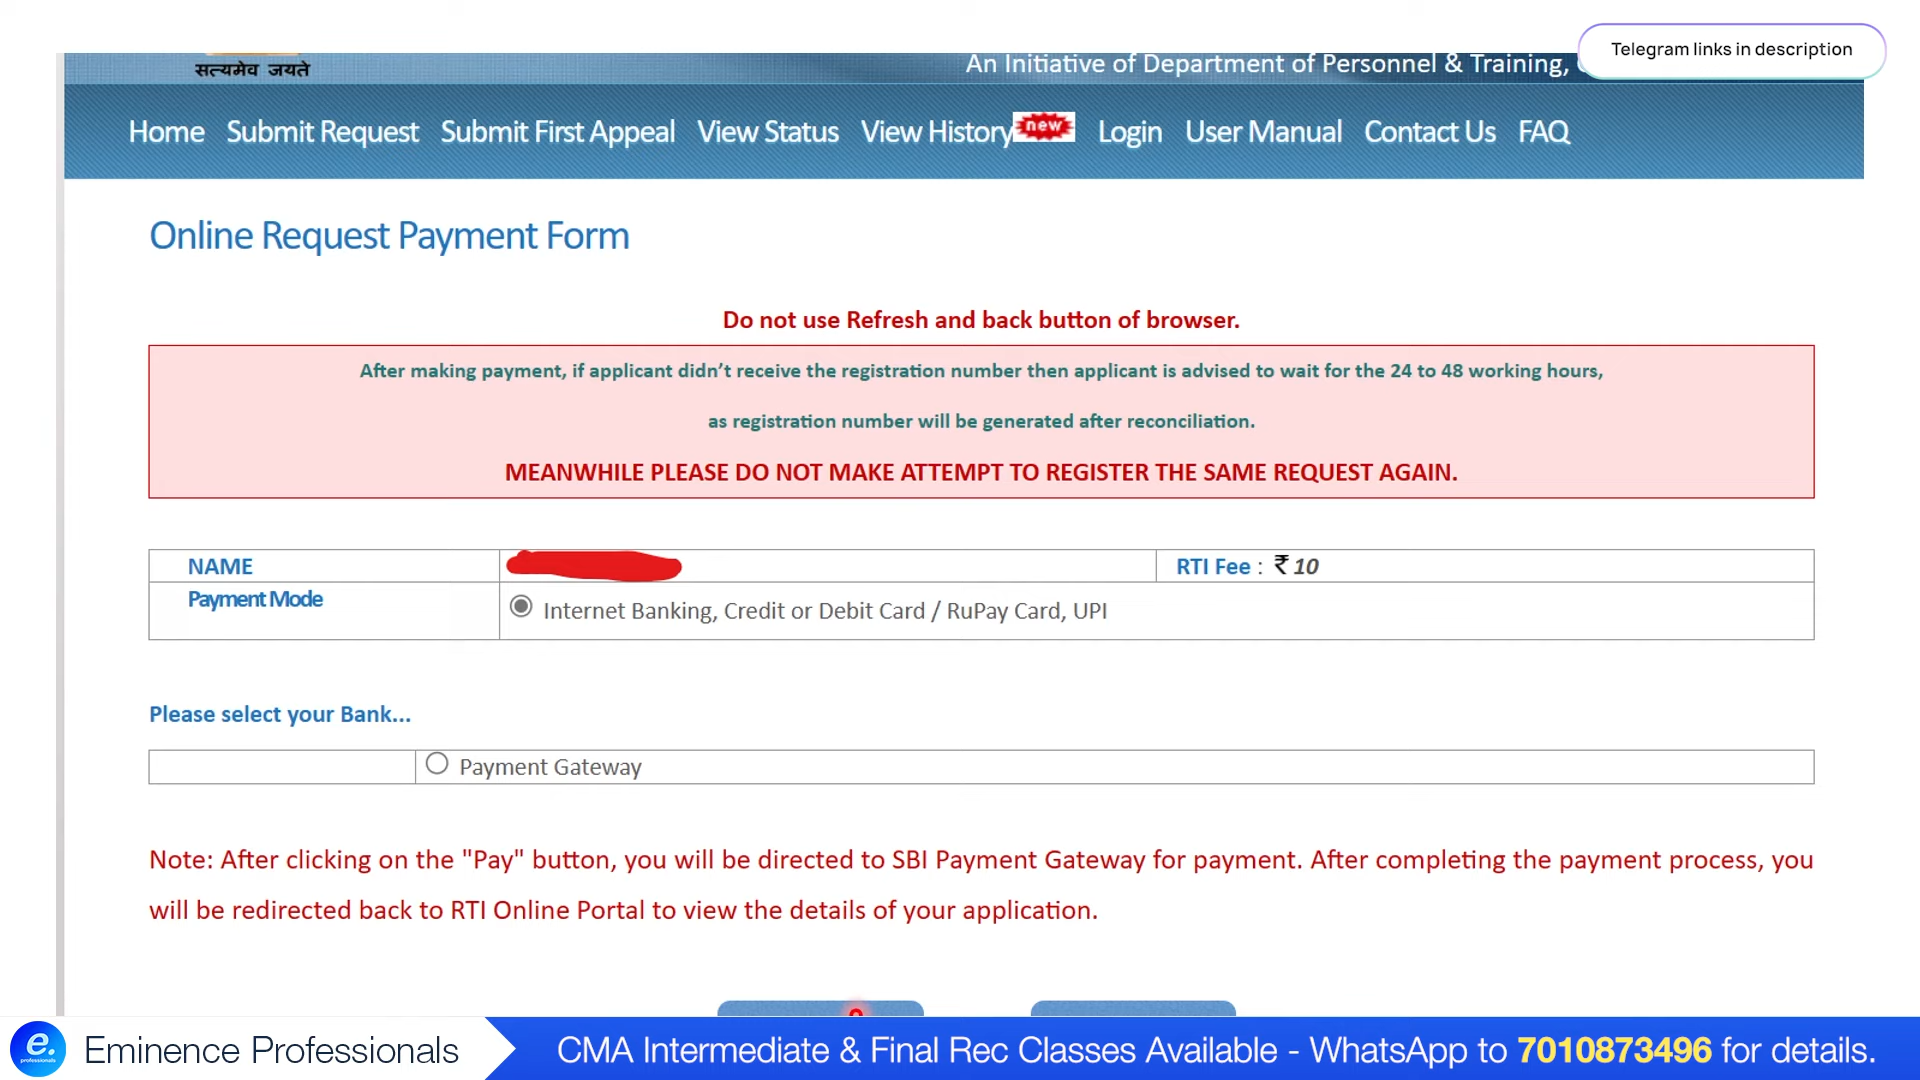 Telegram links in description
सत्यमेव जयते
An Initiative of Department of Personnel & Training,
Home Submit Request Submit First Appeal View Status View History new Login User Manual Contact Us FAQ
Online Request Payment Form
Do not use Refresh and back button of browser.
After making payment, if applicant didn’t receive the registration number then applicant is advised to wait for the 24 to 48 working hours,
as registration number will be generated after reconciliation.
MEANWHILE PLEASE DO NOT MAKE ATTEMPT TO REGISTER THE SAME REQUEST AGAIN.
NAME RTI Fee : ₹ 10
Payment Mode Internet Banking, Credit or Debit Card / RuPay Card, UPI
Please select your Bank...
Payment Gateway
Note: After clicking on the "Pay" button, you will be directed to SBI Payment Gateway for payment. After completing the payment process, you
will be redirected back to RTI Online Portal to view the details of your application.
e. professionals Eminence Professionals CMA Intermediate & Final Rec Classes Available - WhatsApp to 7010873496 for details.